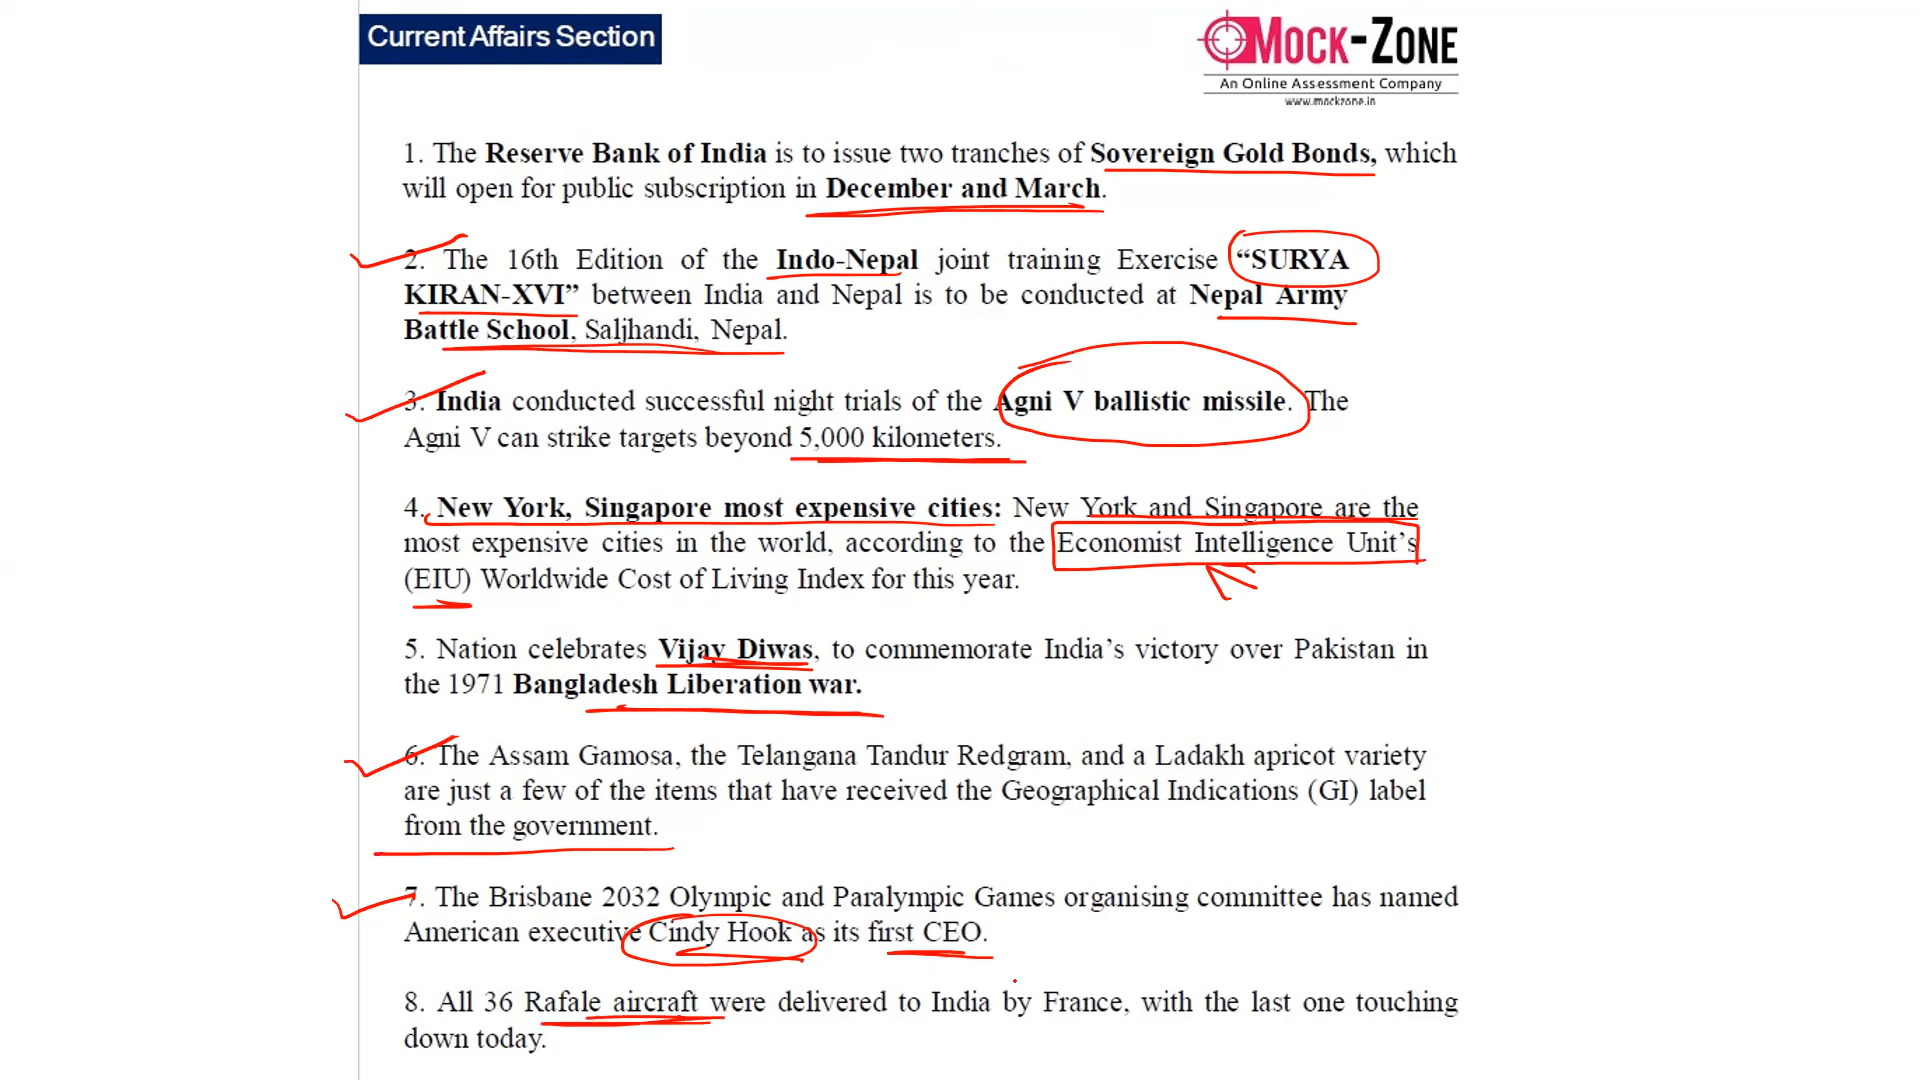 Current Affairs Section
MOCK-ZONE
An Online Assessment Company
www.mockzone.in
1. The Reserve Bank of India is to issue two tranches of Sovereign Gold Bonds, which
will open for public subscription in December and March.
2. The 16th Edition of the Indo-Nepal joint training Exercise “SURYA
KIRAN-XVI” between India and Nepal is to be conducted at Nepal Army
Battle School, Saljhandi, Nepal.
3. India conducted successful night trials of the Agni V ballistic missile. The
Agni V can strike targets beyond 5,000 kilometers.
4. New York, Singapore most expensive cities: New York and Singapore are the
most expensive cities in the world, according to the Economist Intelligence Unit’s
(EIU) Worldwide Cost of Living Index for this year.
5. Nation celebrates Vijay Diwas, to commemorate India’s victory over Pakistan in
the 1971 Bangladesh Liberation war.
6. The Assam Gamosa, the Telangana Tandur Redgram, and a Ladakh apricot variety
are just a few of the items that have received the Geographical Indications (GI) label
from the government.
7. The Brisbane 2032 Olympic and Paralympic Games organising committee has named
American executive Cindy Hook as its first CEO.
8. All 36 Rafale aircraft were delivered to India by France, with the last one touching
down today.